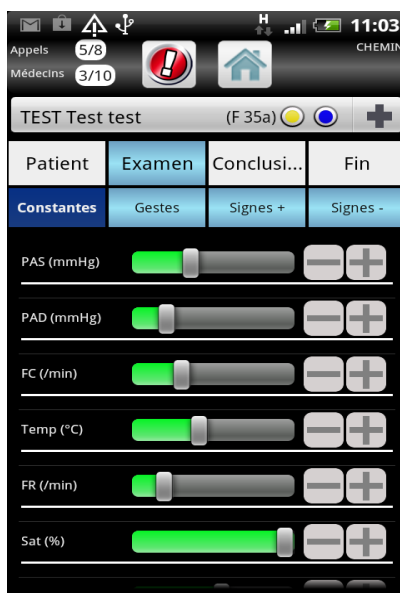 H
11:03
Appels 5/8
CHEMIN
Médecins 3/10
TEST Test test (F 35a)
Patient Examen Conclusi... Fin
Constantes Gestes Signes + Signes -
PAS (mmHg)
PAD (mmHg)
FC (/min)
Temp (°C)
FR (/min)
Sat (%)